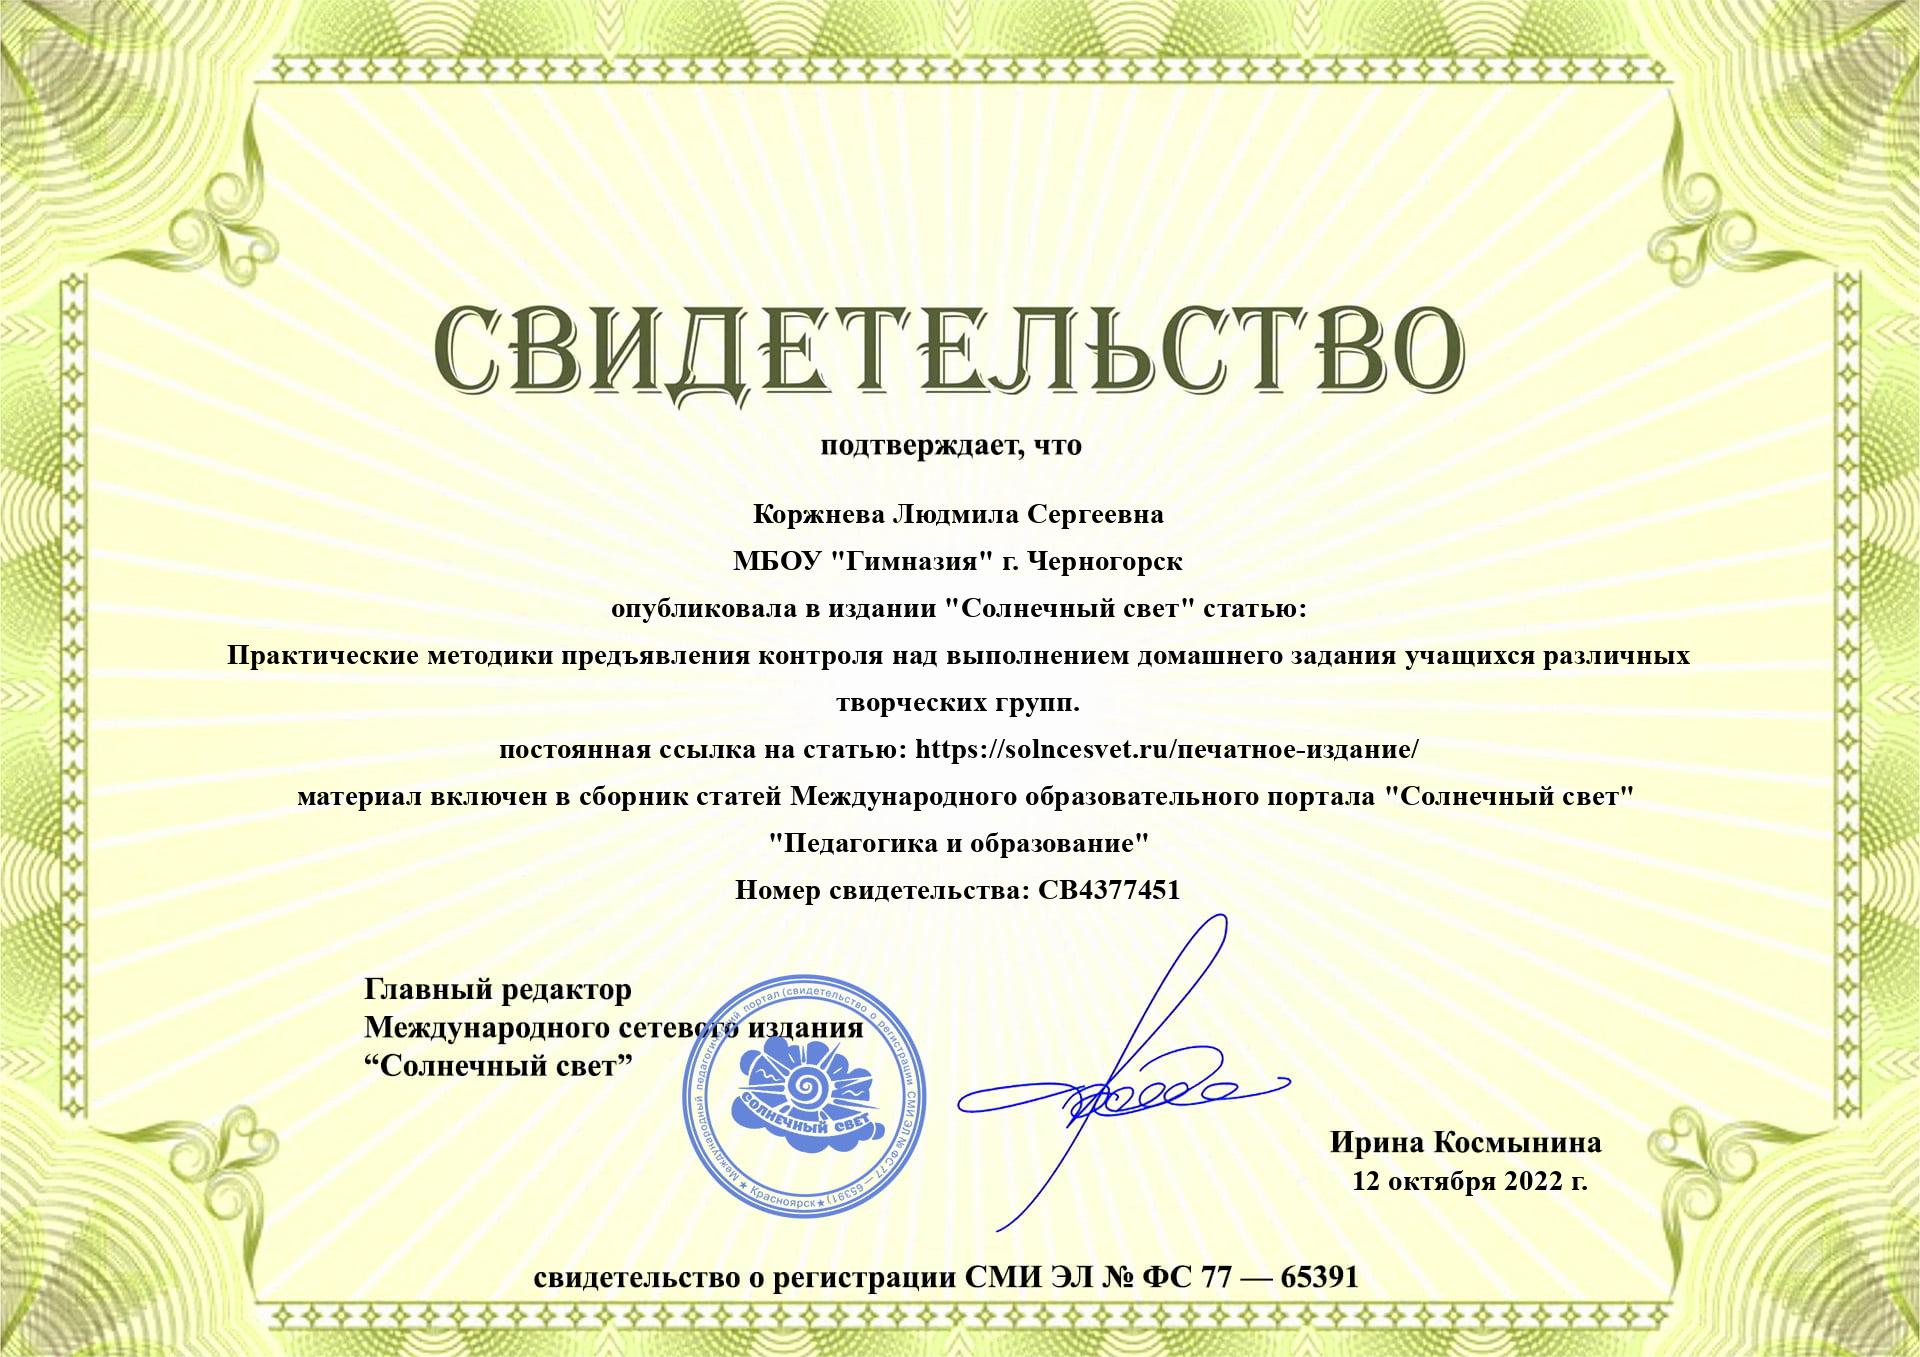 СВИДЕТЕЛЬСТВО
подтверждает, что
Коржнева Людмила Сергеевна
МБОУ "Гимназия" г. Черногорск
опубликовала в издании "Солнечный свет" статью:
Практические методики предъявления контроля над выполнением домашнего задания учащихся различных
творческих групп.
постоянная ссылка на статью: https://solncesvet.ru/печатное-издание/
материал включен в сборник статей Международного образовательного портала "Солнечный свет"
"Педагогика и образование"
Номер свидетельства: СВ4377451
Главный редактор
Международного сетевого издания
“Солнечный свет”
★ Международный педагогический портал (свидетельство о регистрации СМИ ЭЛ № ФС 77 — 65391) ★
Красноярск
СОЛНЕЧНЫЙ СВЕТ
Ирина Космынина
12 октября 2022 г.
свидетельство о регистрации СМИ ЭЛ № ФС 77 — 65391